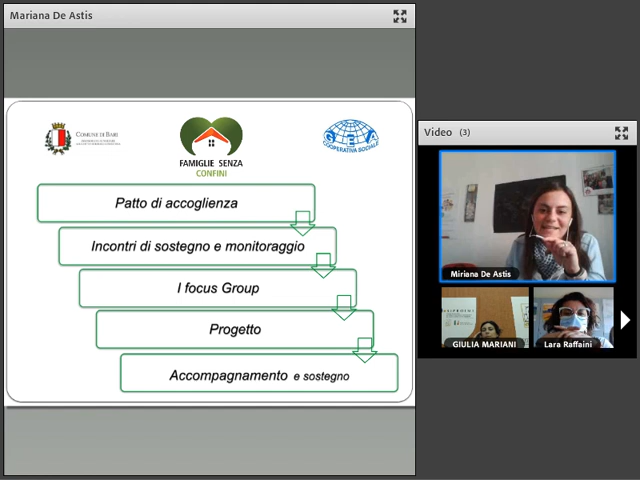 Mariana De Astis
COMUNE DI BARI
FAMIGLIE SENZA
CONFINI
GEA
COOPERATIVA SOCIALE
Patto di accoglienza
Incontri di sostegno e monitoraggio
I focus Group
Progetto
Accompagnamento e sostegno
Video (3)
Miriana De Astis
GIULIA MARIANI
Lara Raffaini